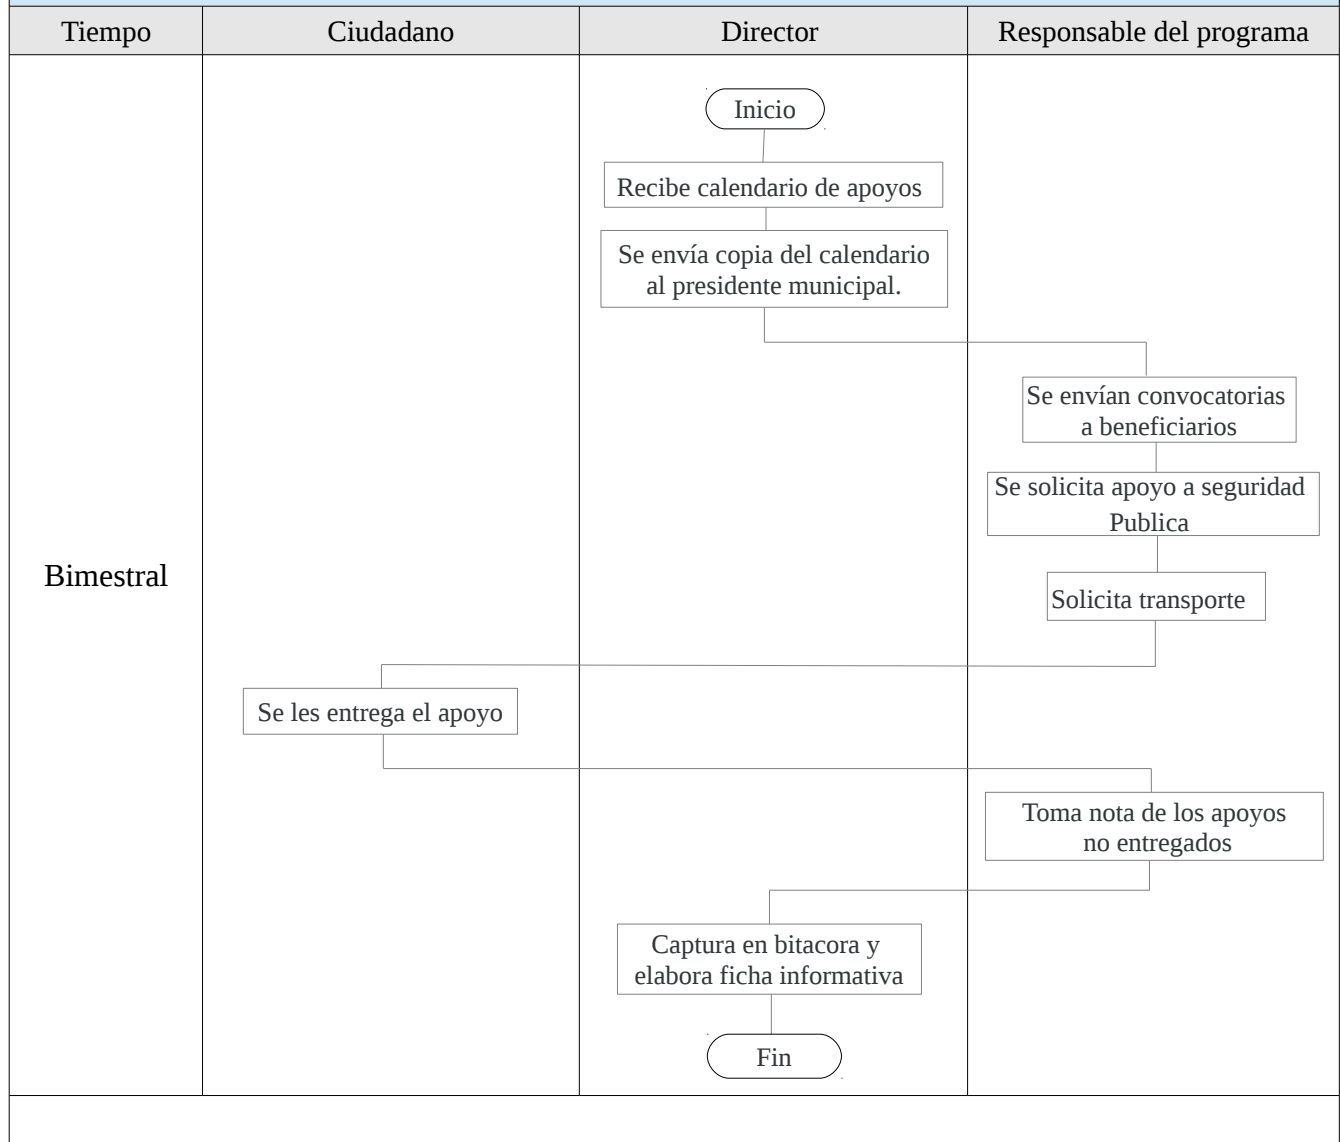 Tiempo
Ciudadano
Director
Responsable del programa
Inicio
Recibe calendario de apoyos
Se envía copia del calendario
al presidente municipal.
Se envían convocatorias
a beneficiarios
Se solicita apoyo a seguridad
Publica
Bimestral
Solicita transporte
Se les entrega el apoyo
Toma nota de los apoyos
no entregados
Captura en bitacora y
elabora ficha informativa
Fin